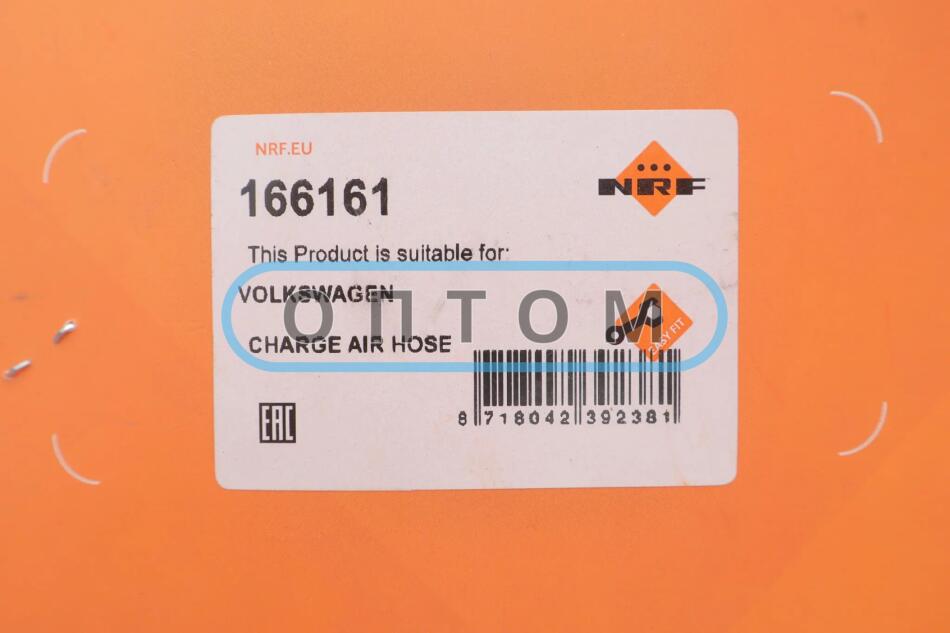 NRF.EU
NRF
166161
This Product is suitable for:
VOLKSWAGEN
ОПТОМ
EASY FIT
CHARGE AIR HOSE
8 718042 392381
EAC